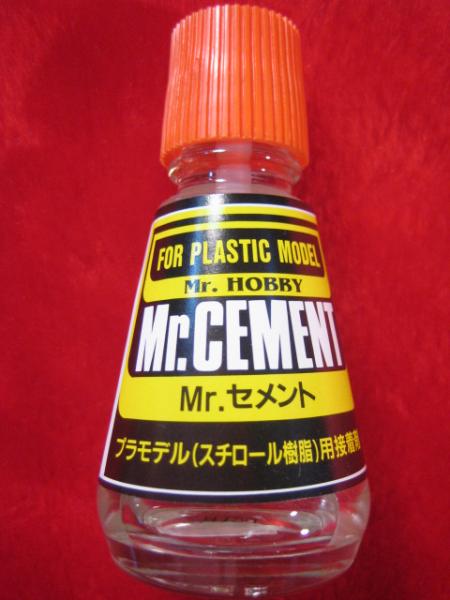 FOR PLASTIC MODEL
Mr. HOBBY
Mr.CEMENT
Mr.セメント
プラモデル(スチロール樹脂)用接着剤